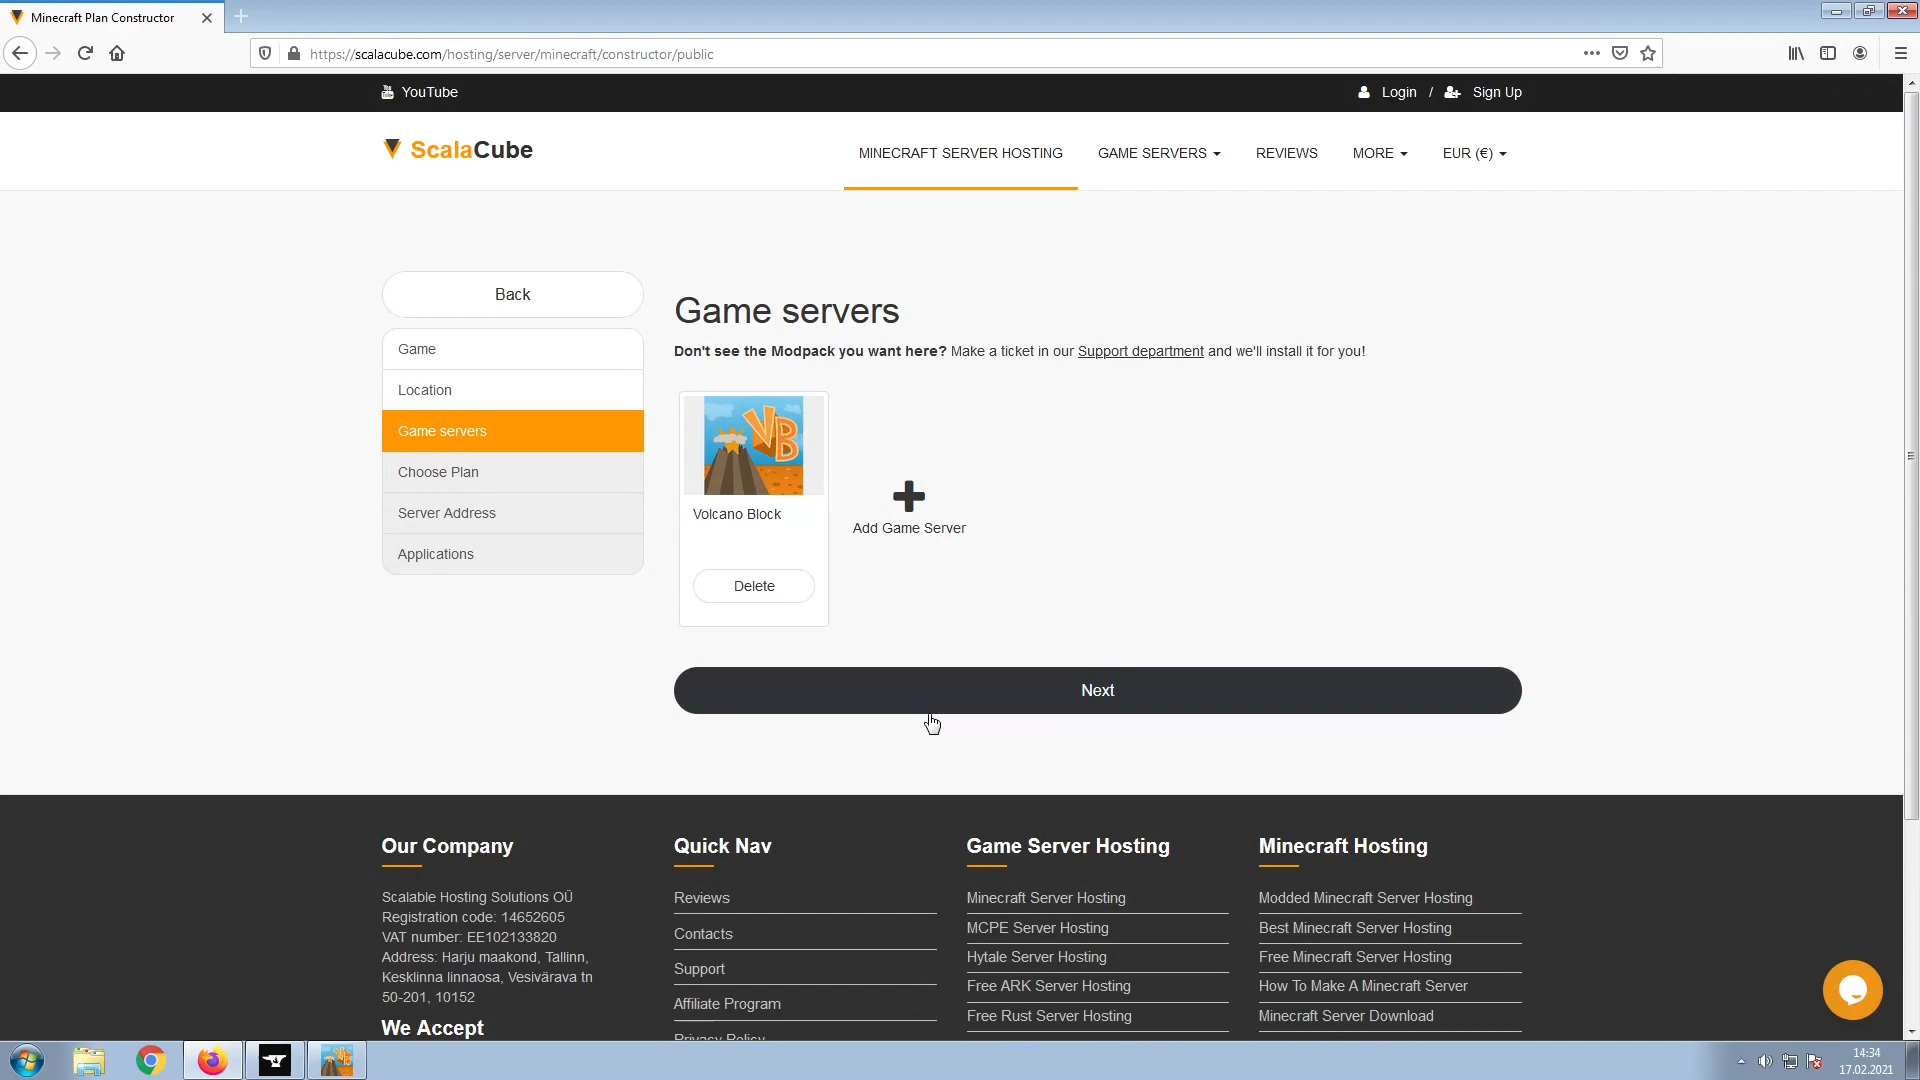 Minecraft Plan Constructor
https://scalacube.com/hosting/server/minecraft/constructor/public
YouTube
Login / Sign Up
ScalaCube
MINECRAFT SERVER HOSTING
GAME SERVERS
REVIEWS
MORE
EUR (€)
Back
Game
Location
Game servers
Choose Plan
Server Address
Applications
Game servers
Don't see the Modpack you want here? Make a ticket in our Support department and we'll install it for you!
VB
Volcano Block
Delete
Add Game Server
Next
Our Company
Scalable Hosting Solutions OÜ
Registration code: 14652605
VAT number: EE102133820
Address: Harju maakond, Tallinn,
Kesklinna linnaosa, Vesivärava tn
50-201, 10152
We Accept
Quick Nav
Reviews
Contacts
Support
Affiliate Program
Privacy Policy
Game Server Hosting
Minecraft Server Hosting
MCPE Server Hosting
Hytale Server Hosting
Free ARK Server Hosting
Free Rust Server Hosting
Minecraft Hosting
Modded Minecraft Server Hosting
Best Minecraft Server Hosting
Free Minecraft Server Hosting
How To Make A Minecraft Server
Minecraft Server Download
VB
14:34
17.02.2021